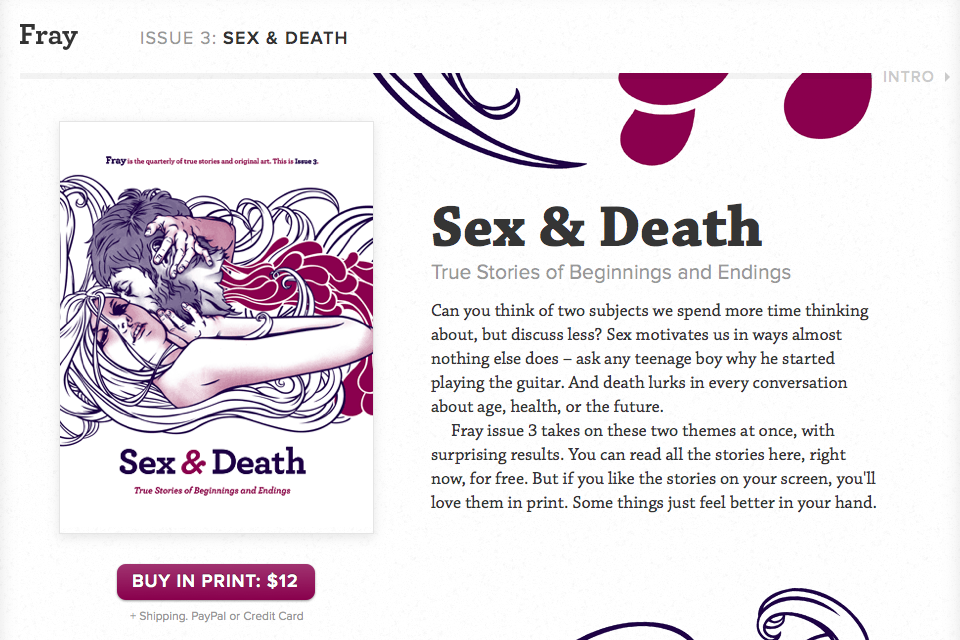 Fray
ISSUE 3: SEX & DEATH
INTRO
Fray is the quarterly of true stories and original art. This is Issue 3.
Sex & Death
True Stories of Beginnings and Endings
BUY IN PRINT: $12
+ Shipping. PayPal or Credit Card
Sex & Death
True Stories of Beginnings and Endings
Can you think of two subjects we spend more time thinking
about, but discuss less? Sex motivates us in ways almost
nothing else does – ask any teenage boy why he started
playing the guitar. And death lurks in every conversation
about age, health, or the future.
Fray issue 3 takes on these two themes at once, with
surprising results. You can read all the stories here, right
now, for free. But if you like the stories on your screen, you'll
love them in print. Some things just feel better in your hand.